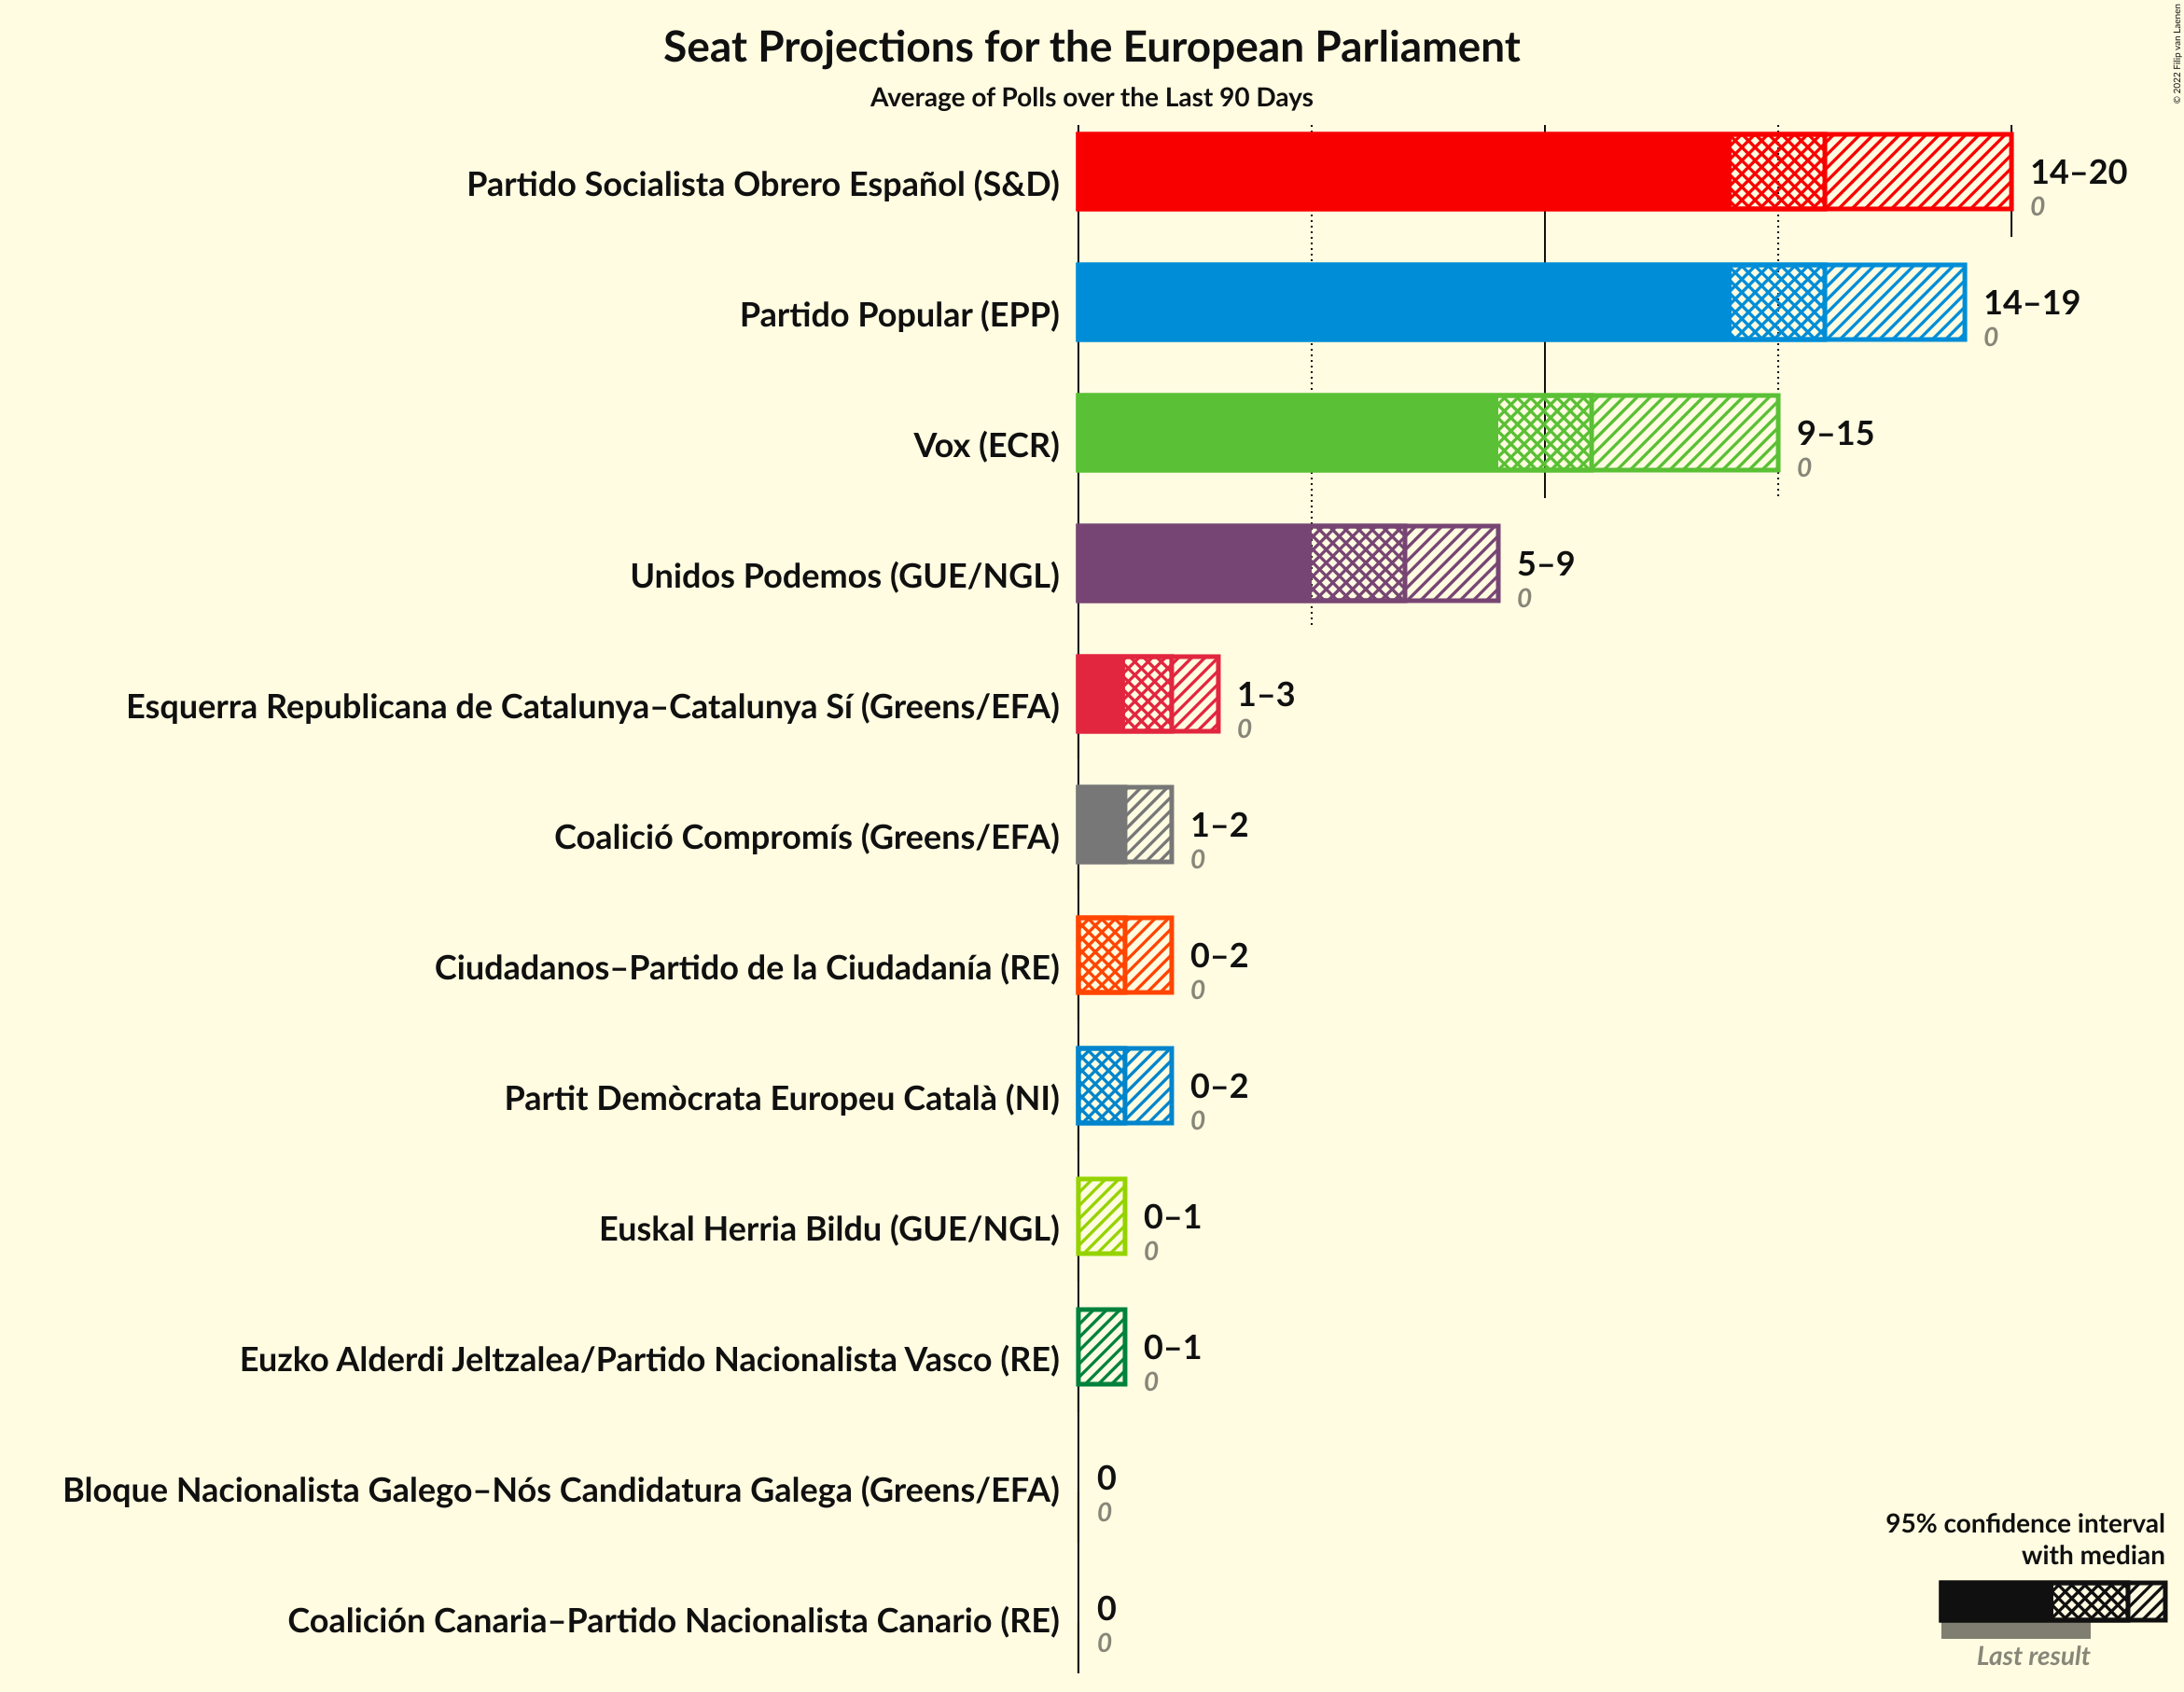 © 2022 Filip van Laenen
Seat Projections for the European Parliament
Average of Polls over the Last 90 Days
Partido Socialista Obrero Español (S&D)
14–20
0
Partido Popular (EPP)
14–19
0
Vox (ECR)
9–15
0
Unidos Podemos (GUE/NGL)
5–9
0
Esquerra Republicana de Catalunya–Catalunya Sí (Greens/EFA)
1–3
0
Coalició Compromís (Greens/EFA)
1–2
0
Ciudadanos–Partido de la Ciudadanía (RE)
0–2
0
Partit Demòcrata Europeu Català (NI)
0–2
0
Euskal Herria Bildu (GUE/NGL)
0–1
0
Euzko Alderdi Jeltzalea/Partido Nacionalista Vasco (RE)
0–1
0
Bloque Nacionalista Galego–Nós Candidatura Galega (Greens/EFA)
0
0
Coalición Canaria–Partido Nacionalista Canario (RE)
0
0
95% confidence interval
with median
Last result